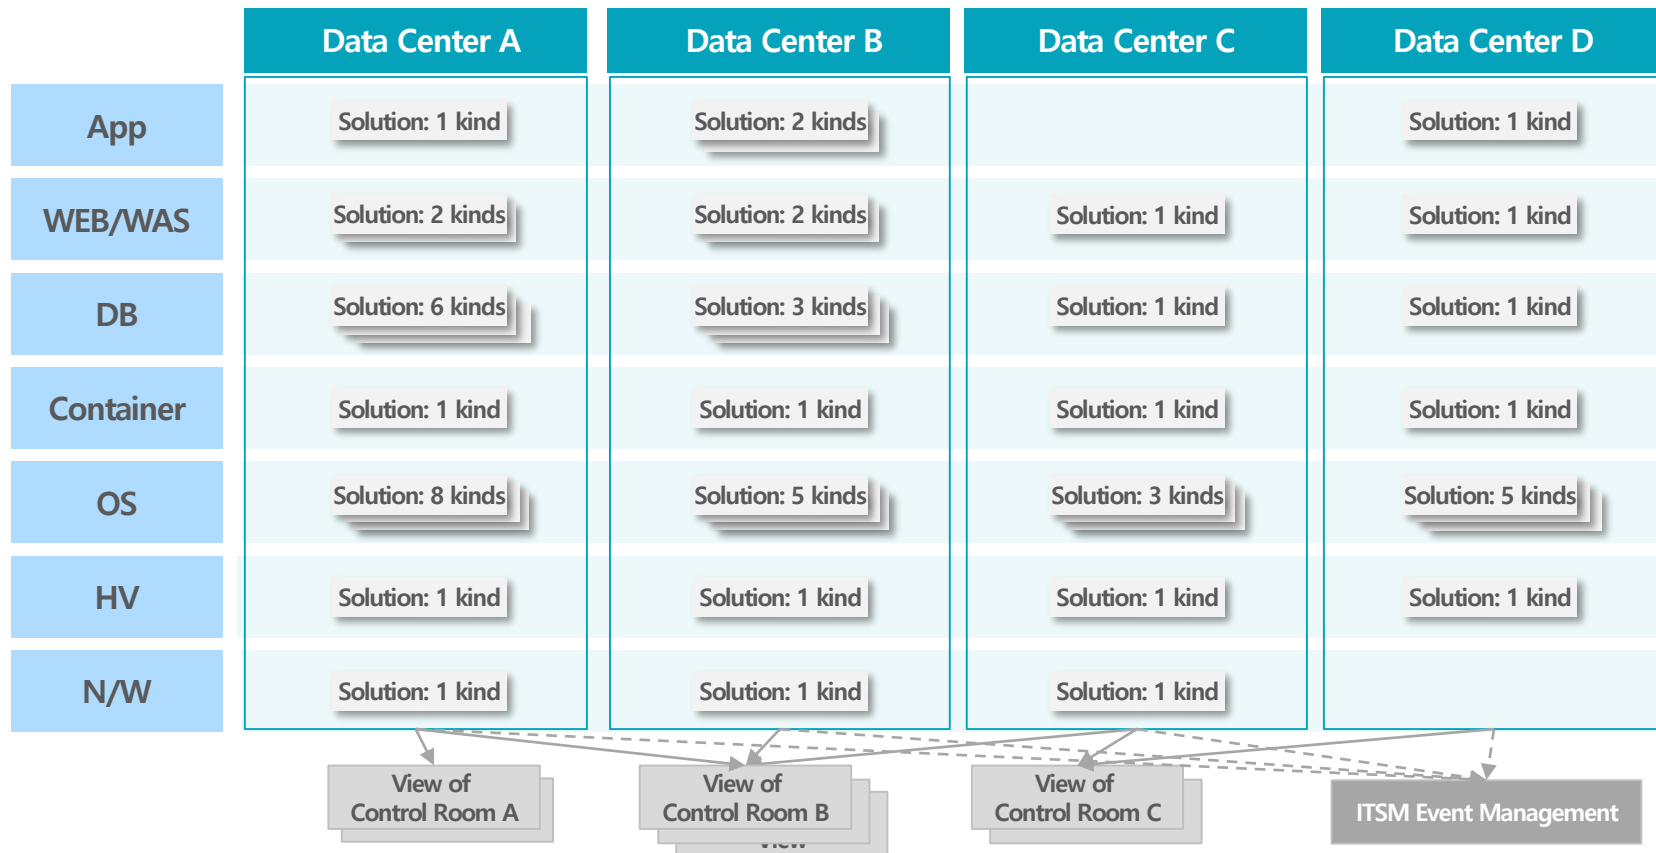 Data Center A
Data Center B
Data Center C
Data Center D
App
Solution: 1 kind
Solution: 2 kinds
Solution: 1 kind
WEB/WAS
Solution: 2 kinds
Solution: 2 kinds
Solution: 1 kind
Solution: 1 kind
DB
Solution: 6 kinds
Solution: 3 kinds
Solution: 1 kind
Solution: 1 kind
Container
Solution: 1 kind
Solution: 1 kind
Solution: 1 kind
Solution: 1 kind
OS
Solution: 8 kinds
Solution: 5 kinds
Solution: 3 kinds
Solution: 5 kinds
HV
Solution: 1 kind
Solution: 1 kind
Solution: 1 kind
Solution: 1 kind
N/W
Solution: 1 kind
Solution: 1 kind
Solution: 1 kind
View of
Control Room A
View of
Control Room B
View
View of
Control Room C
ITSM Event Management